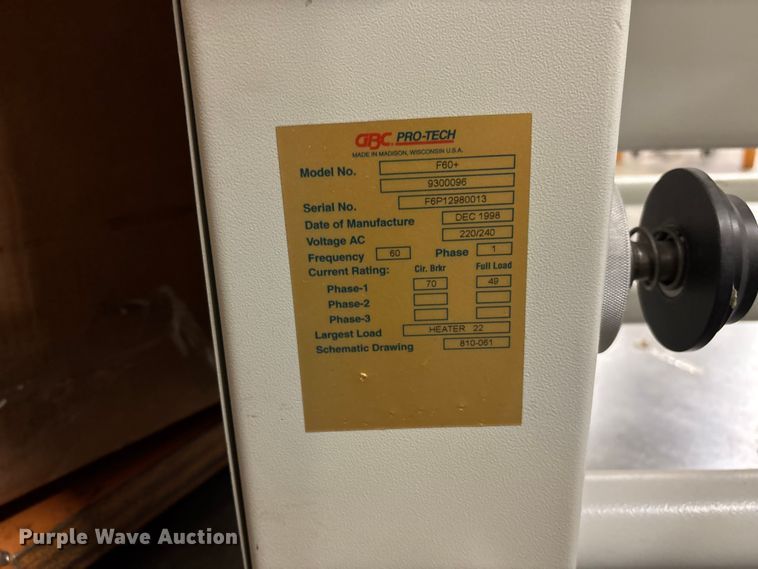 GBC PRO-TECH
MADE IN MADISON, WISCONSIN U.S.A.
Model No. F60+
9300096
Serial No. F6P12980013
Date of Manufacture DEC 1998
Voltage AC 220/240
Frequency 60 Phase 1
Current Rating: Cir. Brkr Full Load
Phase-1 70 49
Phase-2
Phase-3
Largest Load HEATER 22
Schematic Drawing 810-061
Purple Wave Auction